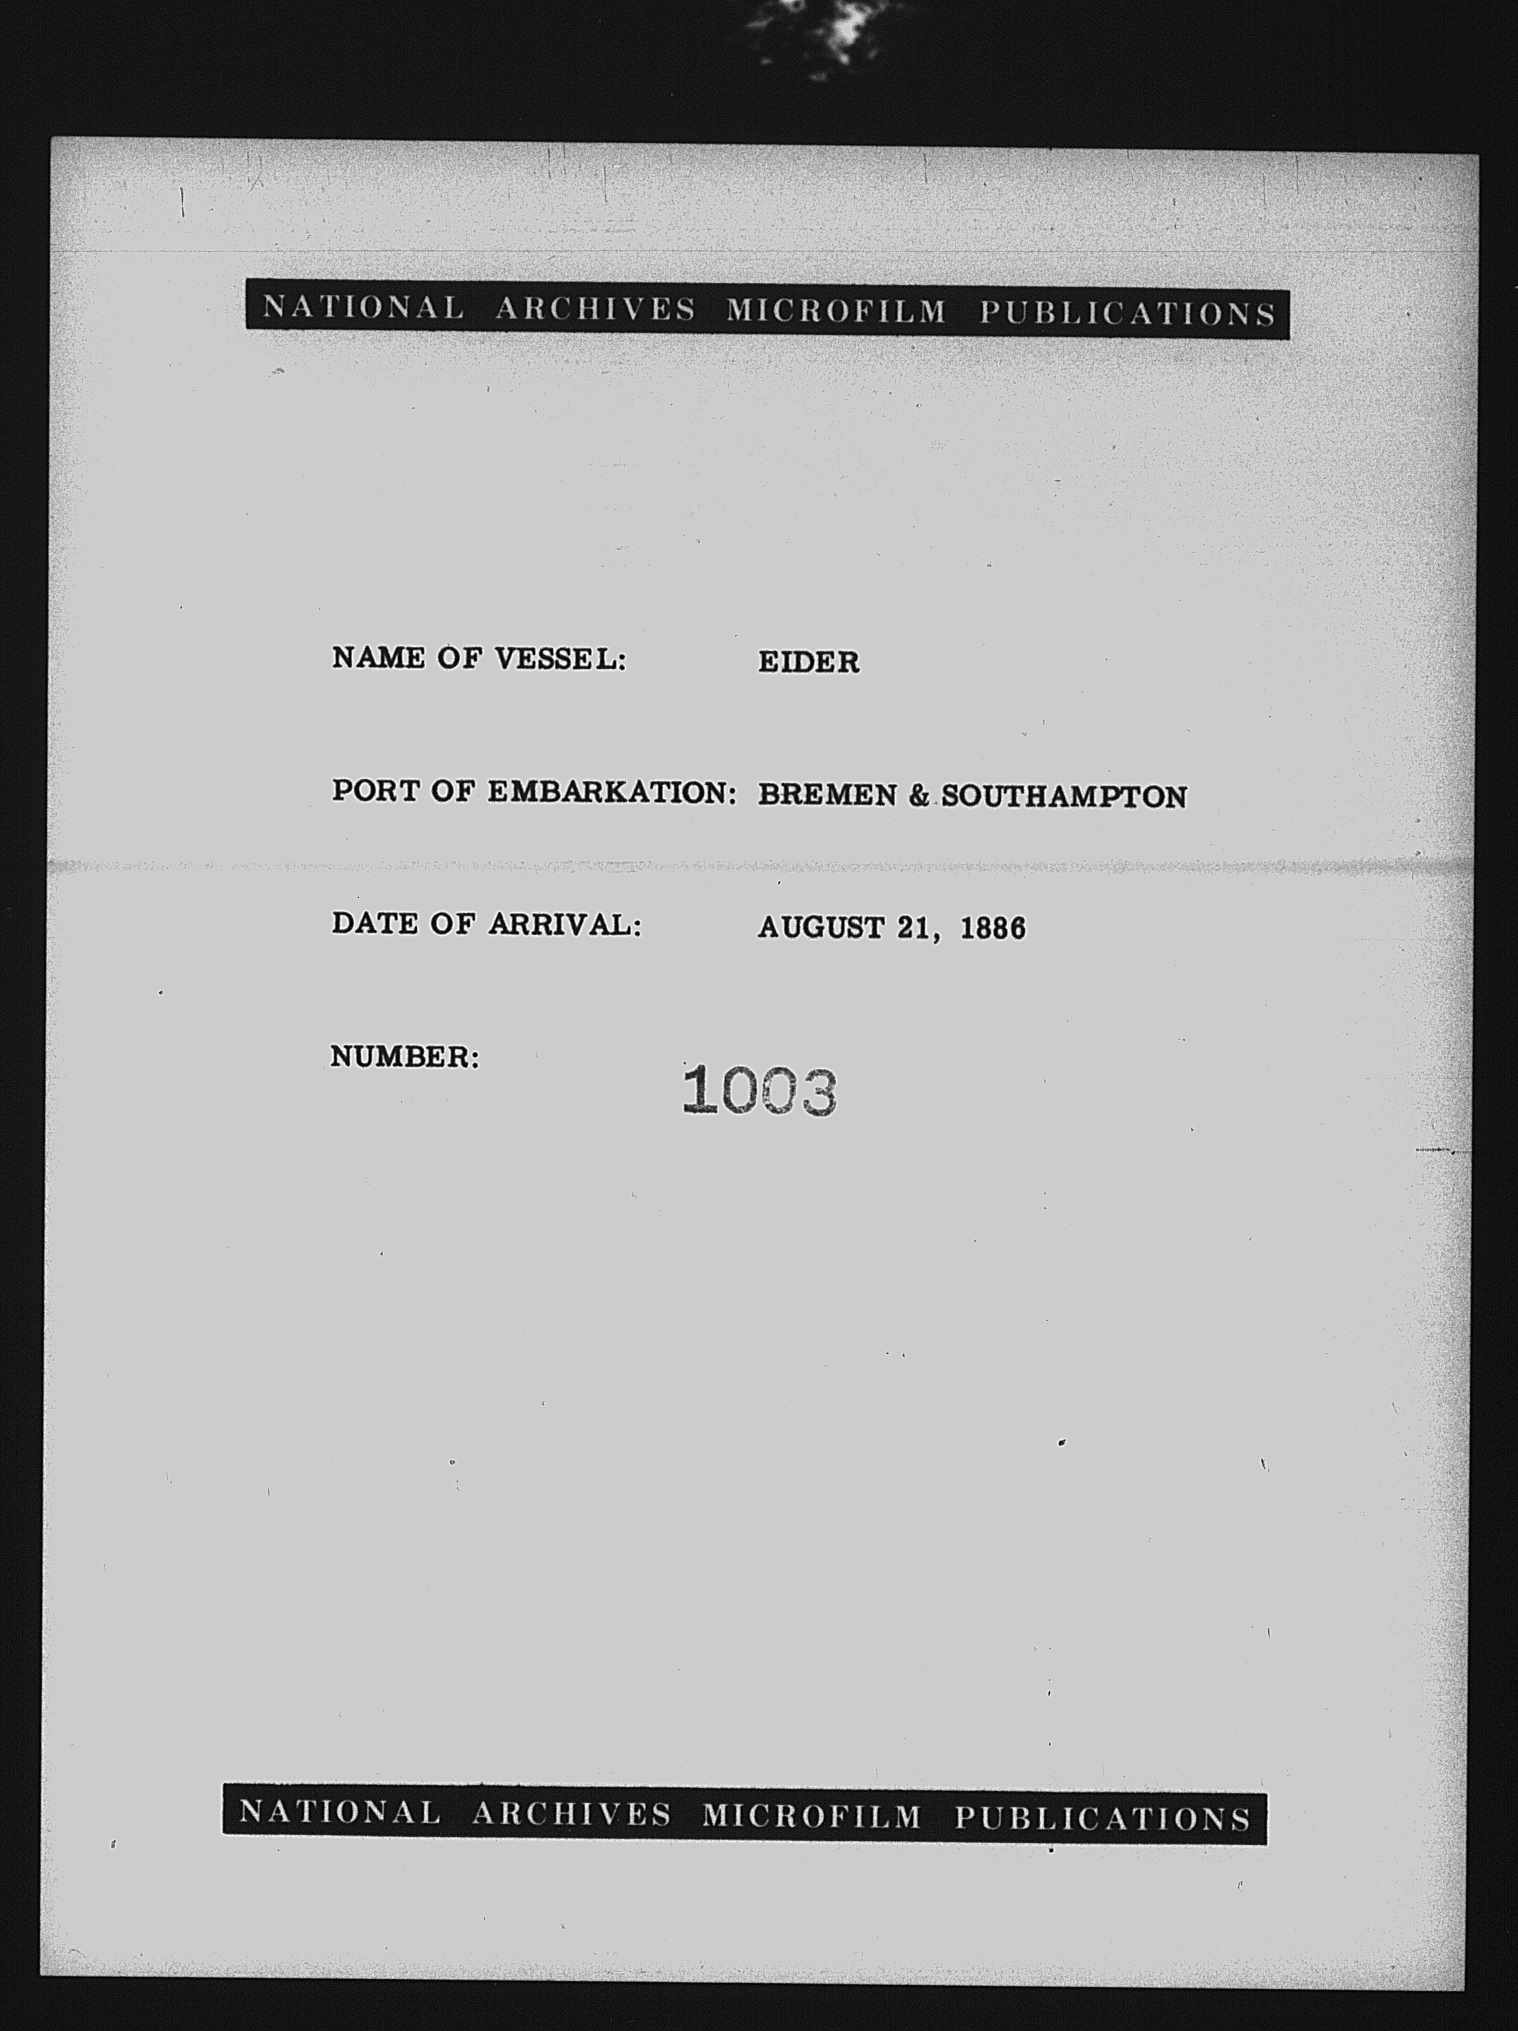 NATIONAL ARCHIVES MICROFILM PUBLICATIONS
NAME OF VESSEL: EIDER
PORT OF EMBARKATION: BREMEN & SOUTHAMPTON
DATE OF ARRIVAL: AUGUST 21, 1886
NUMBER: 1003
NATIONAL ARCHIVES MICROFILM PUBLICATIONS